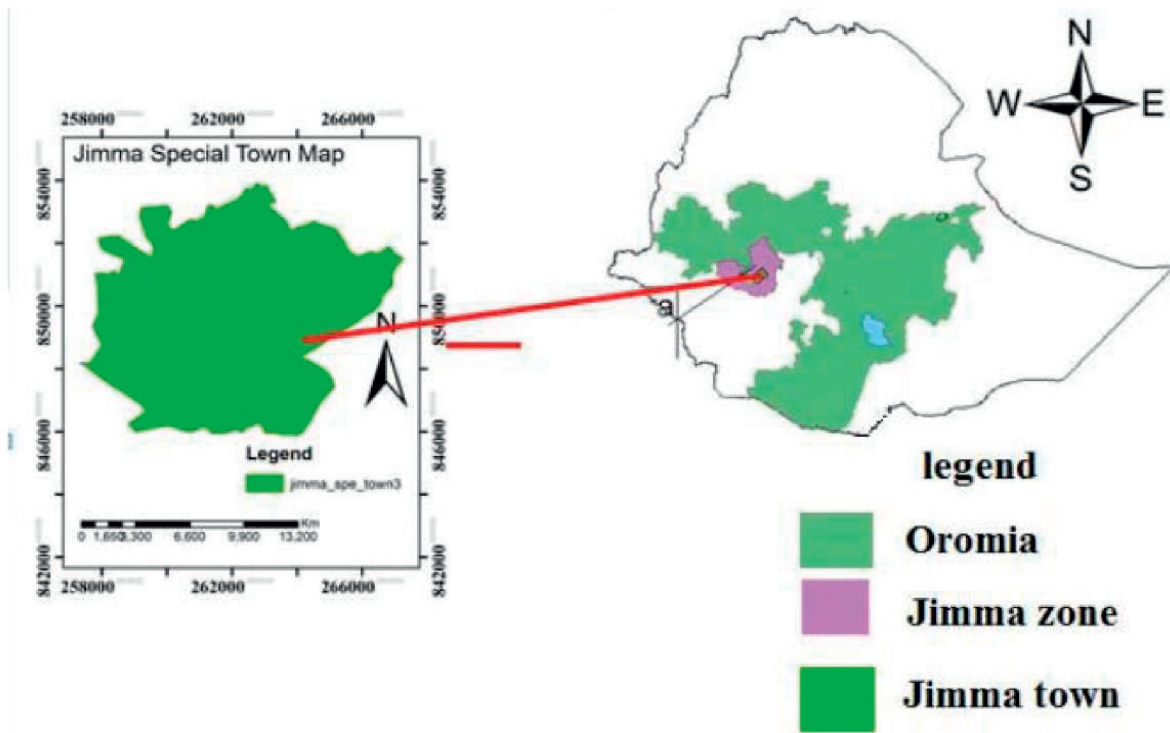 258000 262000 266000
Jimma Special Town Map
854000 854000
850000 850000
846000 846000
842000 842000
N
Legend
jimma_spe_town3
Km
0 1.650 3.300 6.600 9.900 13.200
258000 262000 266000
N
W E
S
a
legend
Oromia
Jimma zone
Jimma town